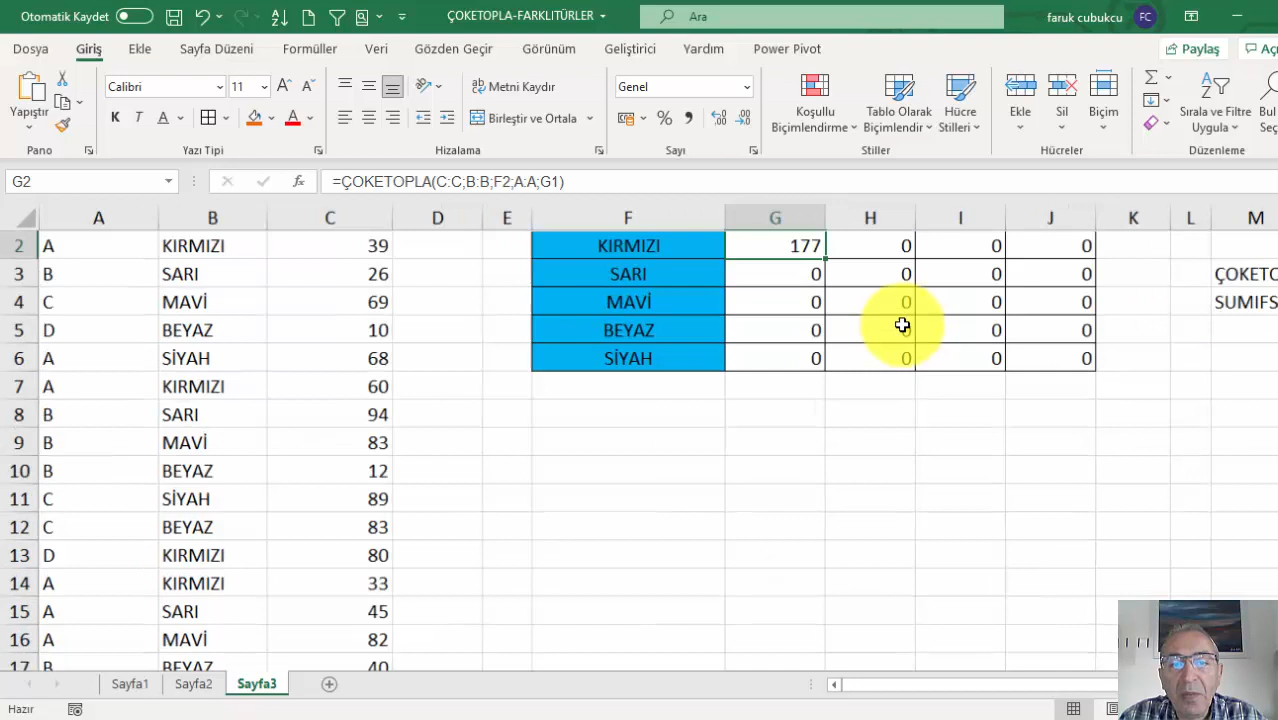 Otomatik Kaydet ÇOKETOPLA-FARKLITÜRLER Ara faruk cubukcu FC
Dosya Giriş Ekle Sayfa Düzeni Formüller Veri Gözden Geçir Görünüm Geliştirici Yardım Power Pivot Paylaş Açı
Calibri 11 Metni Kaydır Genel
Yapıştır Koşullu Biçimlendirme Tablo Olarak Biçimlendir Hücre Stilleri Ekle Sil Biçim Sırala ve Filtre Uygula
K T A Birleştir ve Ortala
Pano Yazı Tipi Hizalama Sayı Stiller Hücreler Düzenleme
G2 fx =ÇOKETOPLA(C:C;B:B;F2;A:A;G1)
A B C D E F G H I J K L M
2 A KIRMIZI 39 KIRMIZI 177 0 0 0
3 B SARI 26 SARI 0 0 0 0 ÇOKETO
4 C MAVİ 69 MAVİ 0 0 0 0 SUMIFS
5 D BEYAZ 10 BEYAZ 0 0 0 0
6 A SİYAH 68 SİYAH 0 0 0 0
7 A KIRMIZI 60
8 B SARI 94
9 B MAVİ 83
10 B BEYAZ 12
11 C SİYAH 89
12 C BEYAZ 83
13 D KIRMIZI 80
14 A KIRMIZI 33
15 A SARI 45
16 A MAVİ 82
17 B BEYAZ 40
Sayfa1 Sayfa2 Sayfa3
Hazır